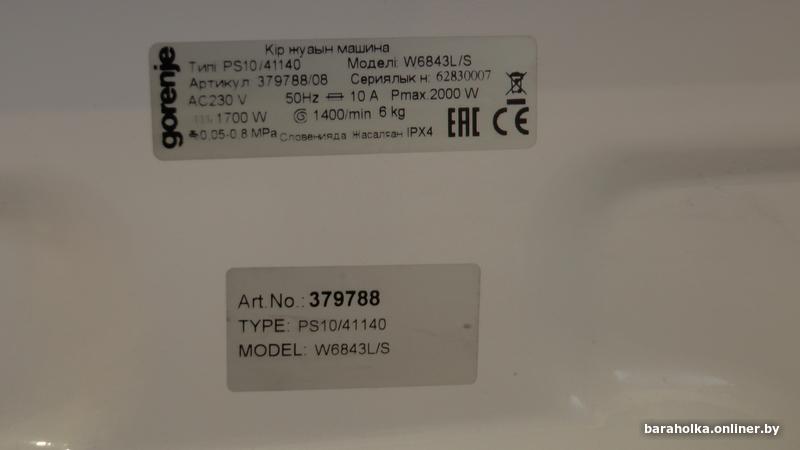 gorenje
Кір жуғын машина
Типі PS10/41140 Моделі: W6843L/S
Артикул 379788/08 Сериялык н: 62830007
AC230 V 50Hz 10 A Pmax.2000 W
1700 W 1400/min 6 kg
0,05-0.8 MPa Словенияда Жасалған IPX4
EAC CE
Art.No.: 379788
TYPE: PS10/41140
MODEL: W6843L/S
baraholka.onliner.by